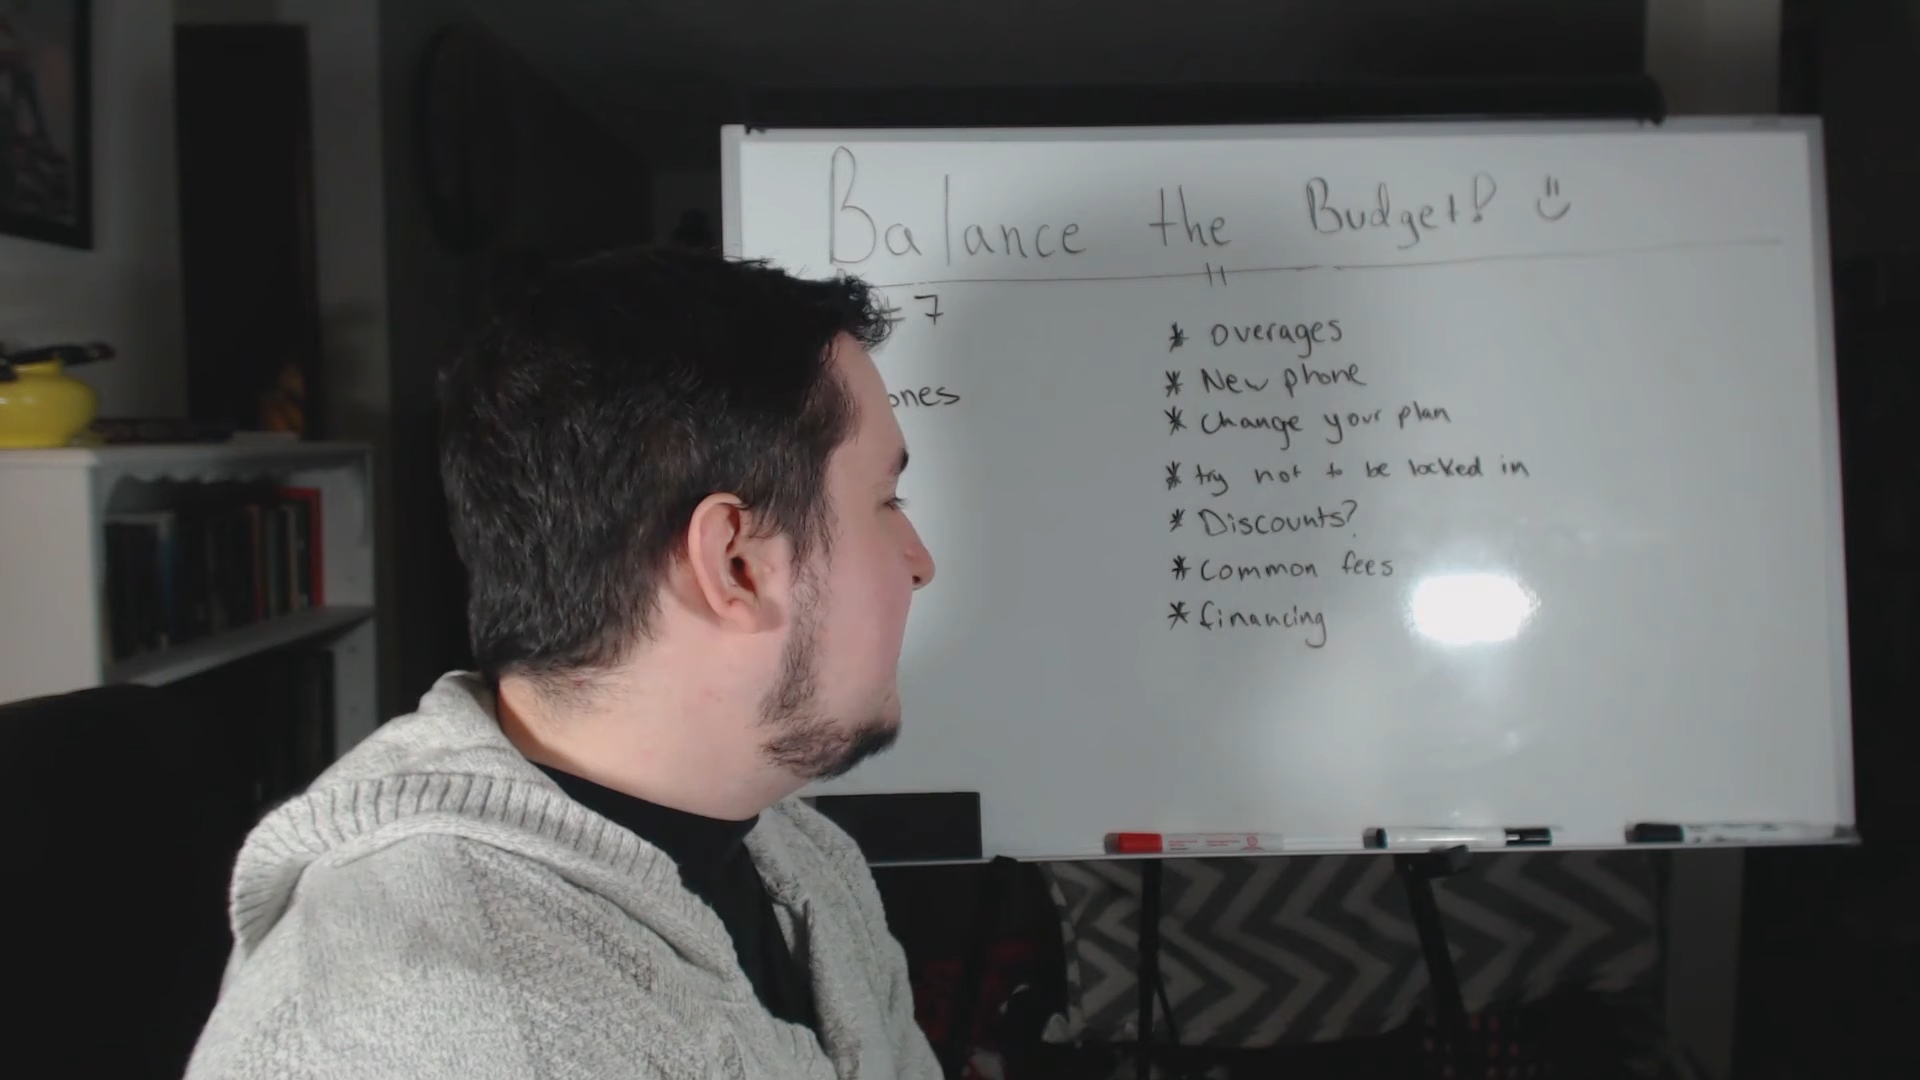 Balance the Budget! 
#7
ones
* overages
* New phone
* Change your plan
* try not to be locked in
* Discounts?
* Common fees
* financing